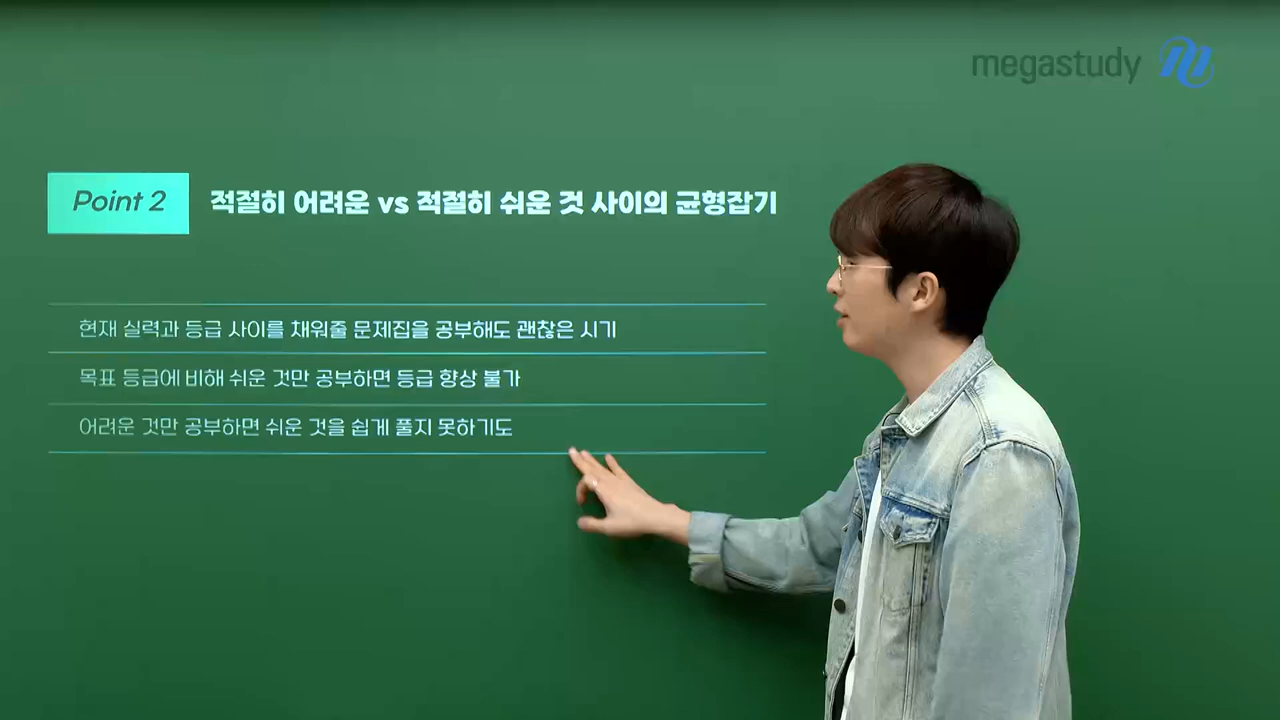 megastudy
Point 2
적절히 어려운 vs 적절히 쉬운 것 사이의 균형잡기
현재 실력과 등급 사이를 채워줄 문제집을 공부해도 괜찮은 시기
목표 등급에 비해 쉬운 것만 공부하면 등급 향상 불가
어려운 것만 공부하면 쉬운 것을 쉽게 풀지 못하기도